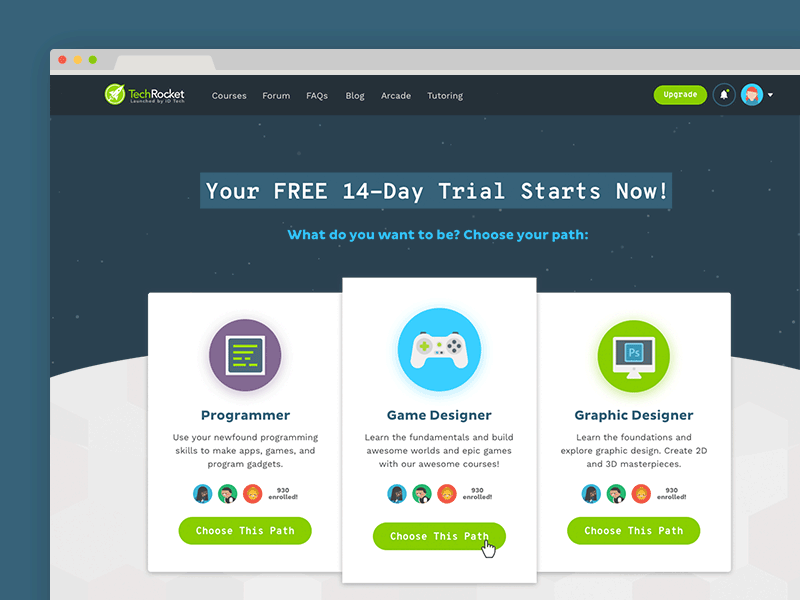 TechRocket
Launched by iD Tech
Courses Forum FAQs Blog Arcade Tutoring
Upgrade
Your FREE 14-Day Trial Starts Now!
What do you want to be? Choose your path:
Programmer
Use your newfound programming
skills to make apps, games, and
program gadgets.
930
enrolled!
Choose This Path
Game Designer
Learn the fundamentals and build
awesome worlds and epic games
with our awesome courses!
930
enrolled!
Choose This Path
Ps
Graphic Designer
Learn the foundations and
explore graphic design. Create 2D
and 3D masterpieces.
930
enrolled!
Choose This Path